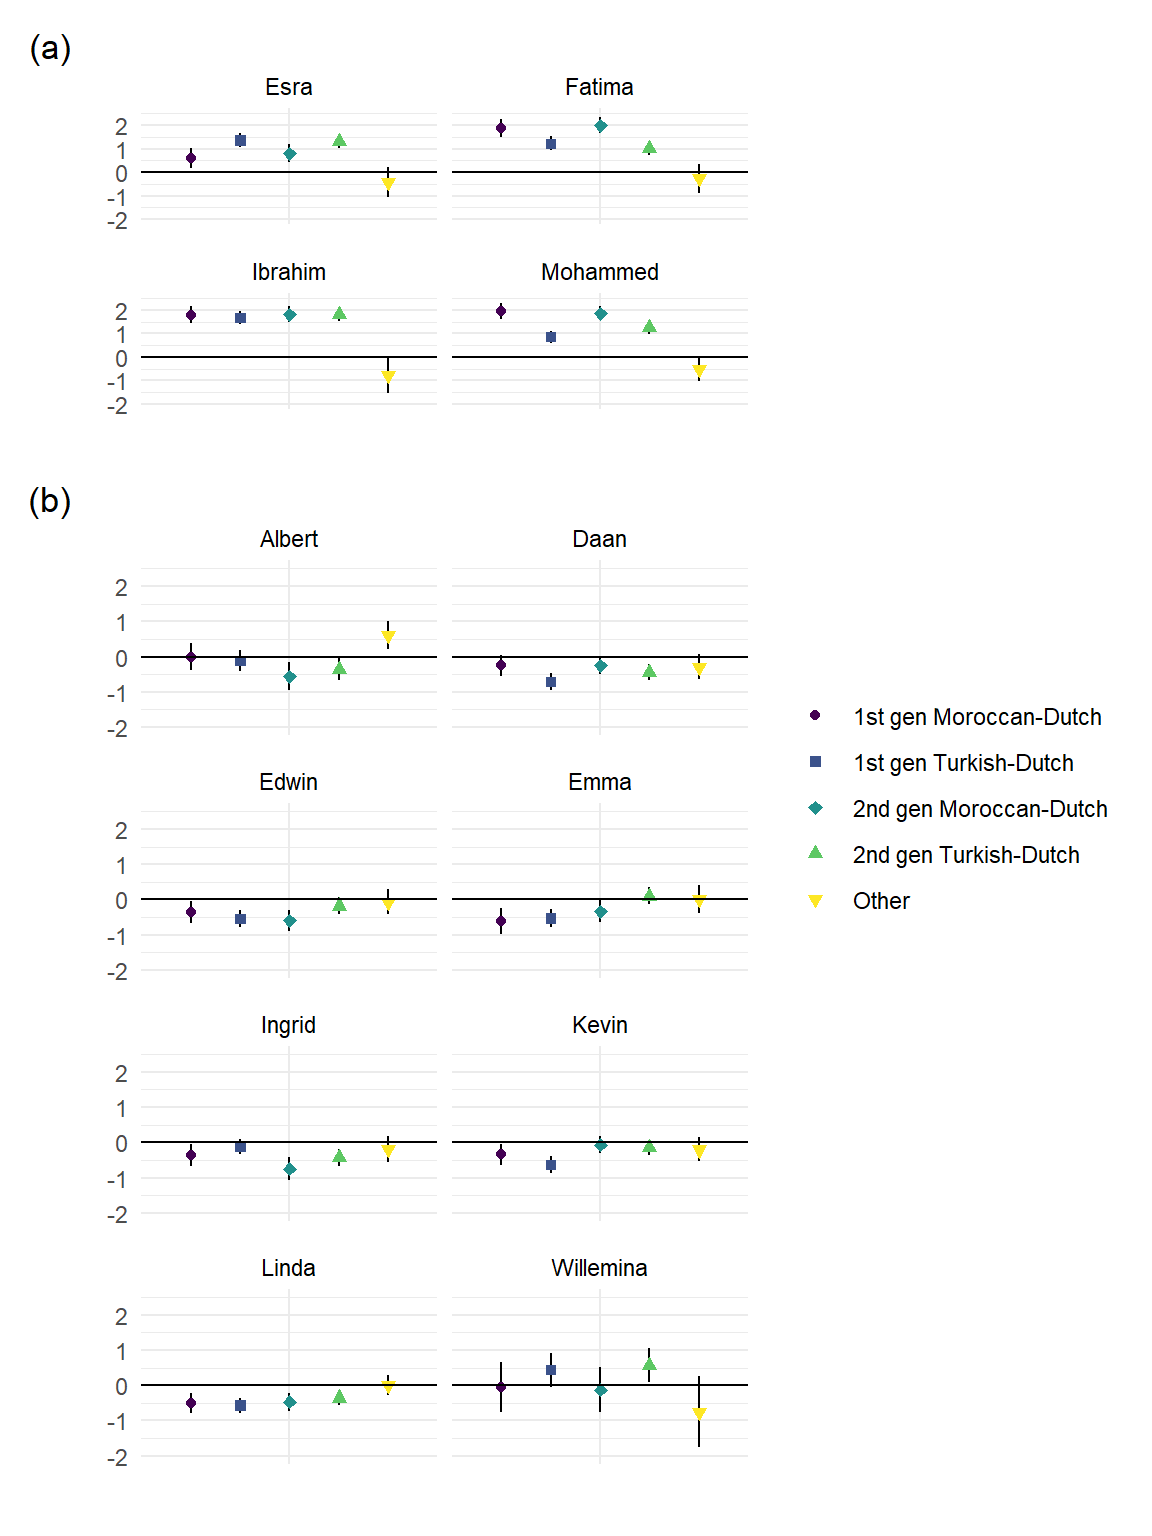 (a)
Esra Fatima
2
1
0
-1
-2
Ibrahim Mohammed
2
1
0
-1
-2
(b)
Albert Daan
2
1
0
-1
-2
Edwin Emma
2
1
0
-1
-2
Ingrid Kevin
2
1
0
-1
-2
Linda Willemina
2
1
0
-1
-2
1st gen Moroccan-Dutch
1st gen Turkish-Dutch
2nd gen Moroccan-Dutch
2nd gen Turkish-Dutch
Other